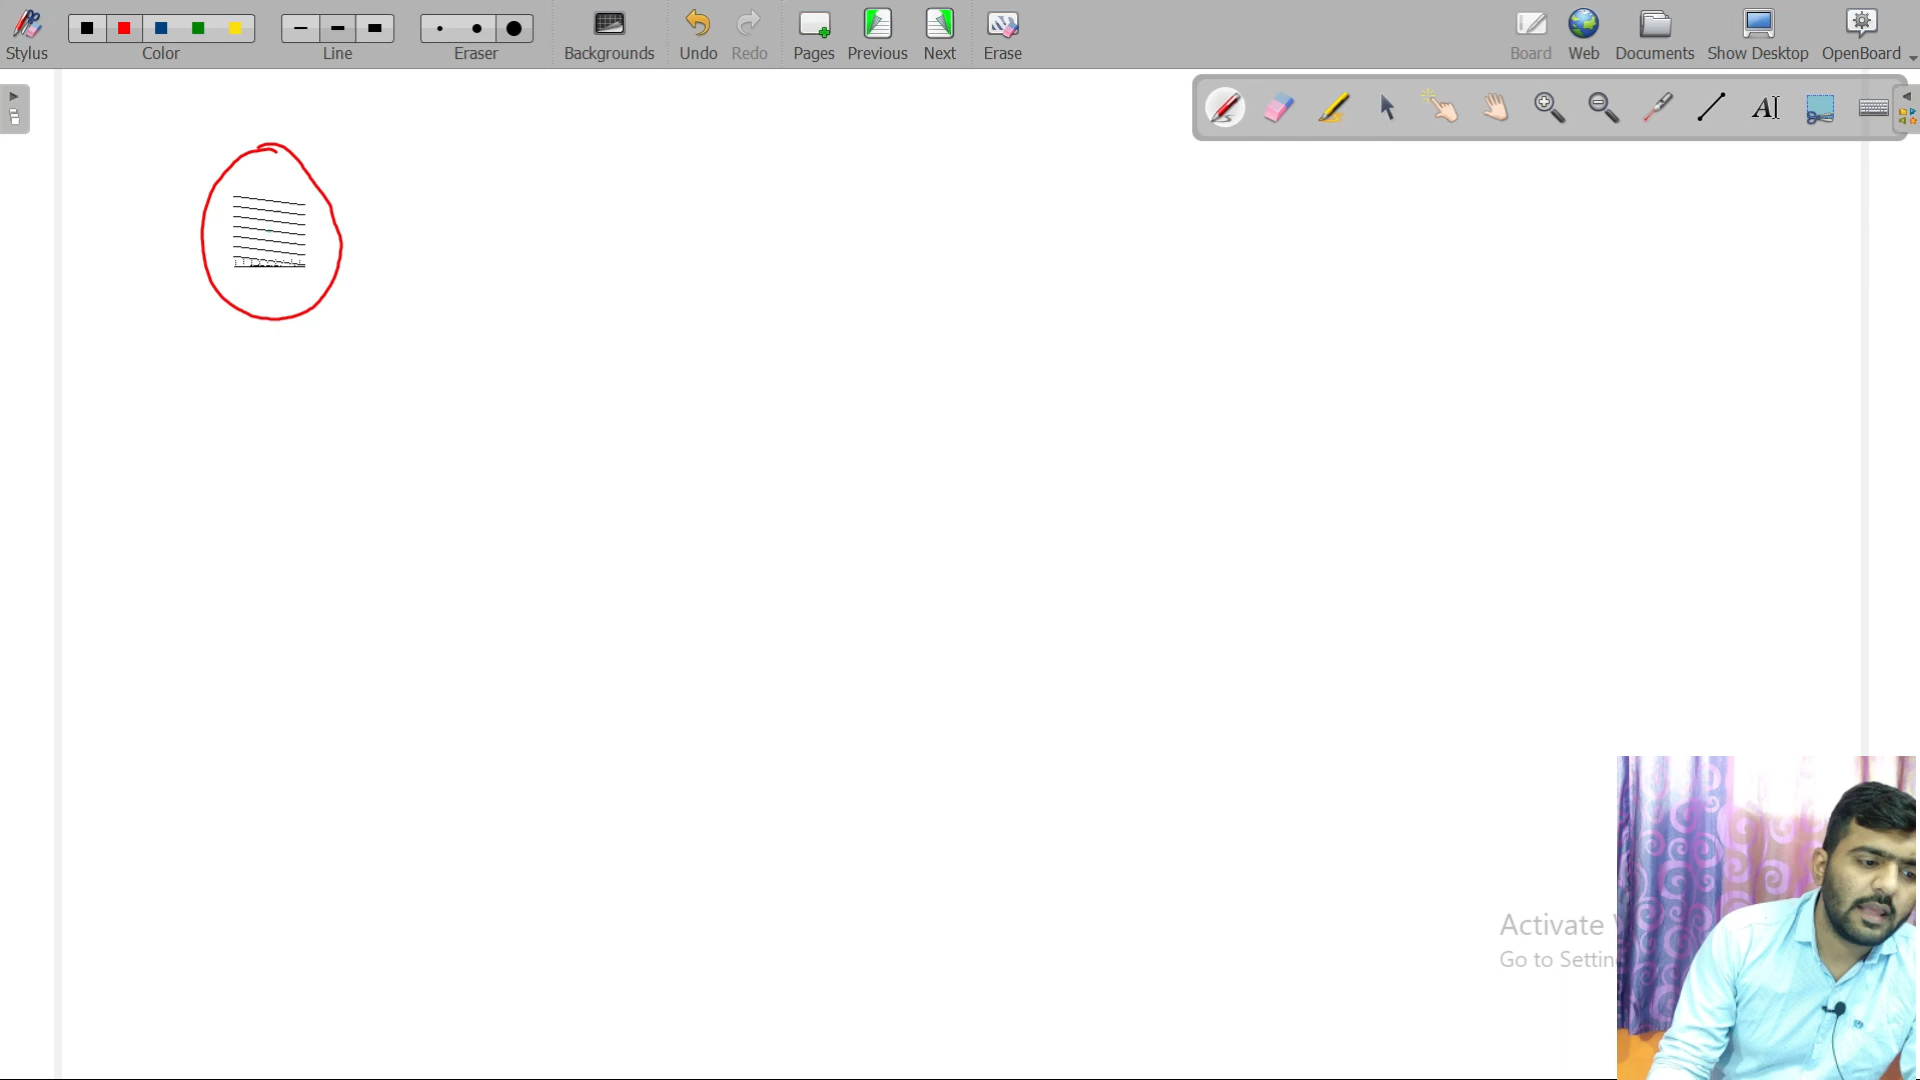 Stylus
Color
Line
Eraser
Backgrounds
Undo
Redo
Pages
Previous
Next
Erase
Board
Web
Documents
Show Desktop
OpenBoard
A
Activate
Go to Settin